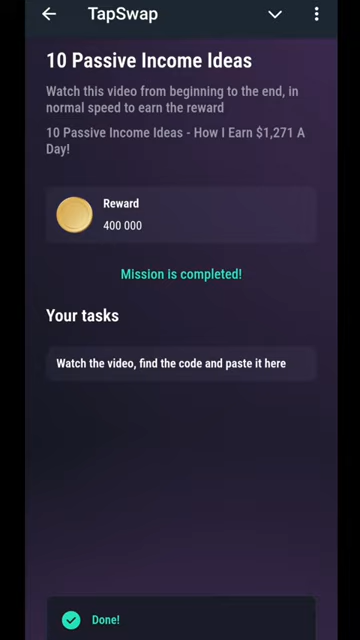 TapSwap
10 Passive Income Ideas
Watch this video from beginning to the end, in
normal speed to earn the reward
10 Passive Income Ideas - How I Earn $1,271 A
Day!
Reward
400 000
Mission is completed!
Your tasks
Watch the video, find the code and paste it here
Done!